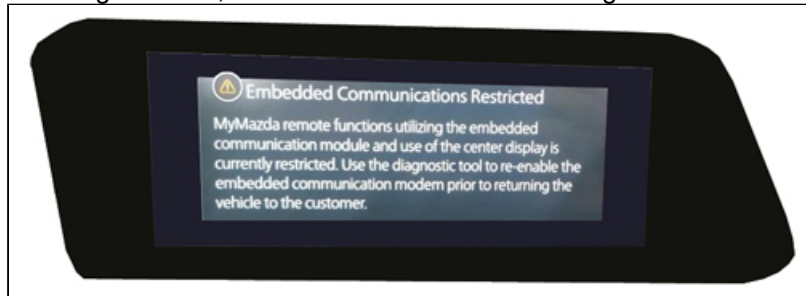 Embedded Communications Restricted
MyMazda remote functions utilizing the embedded
communication module and use of the center display is
currently restricted. Use the diagnostic tool to re-enable the
embedded communication modem prior to returning the
vehicle to the customer.